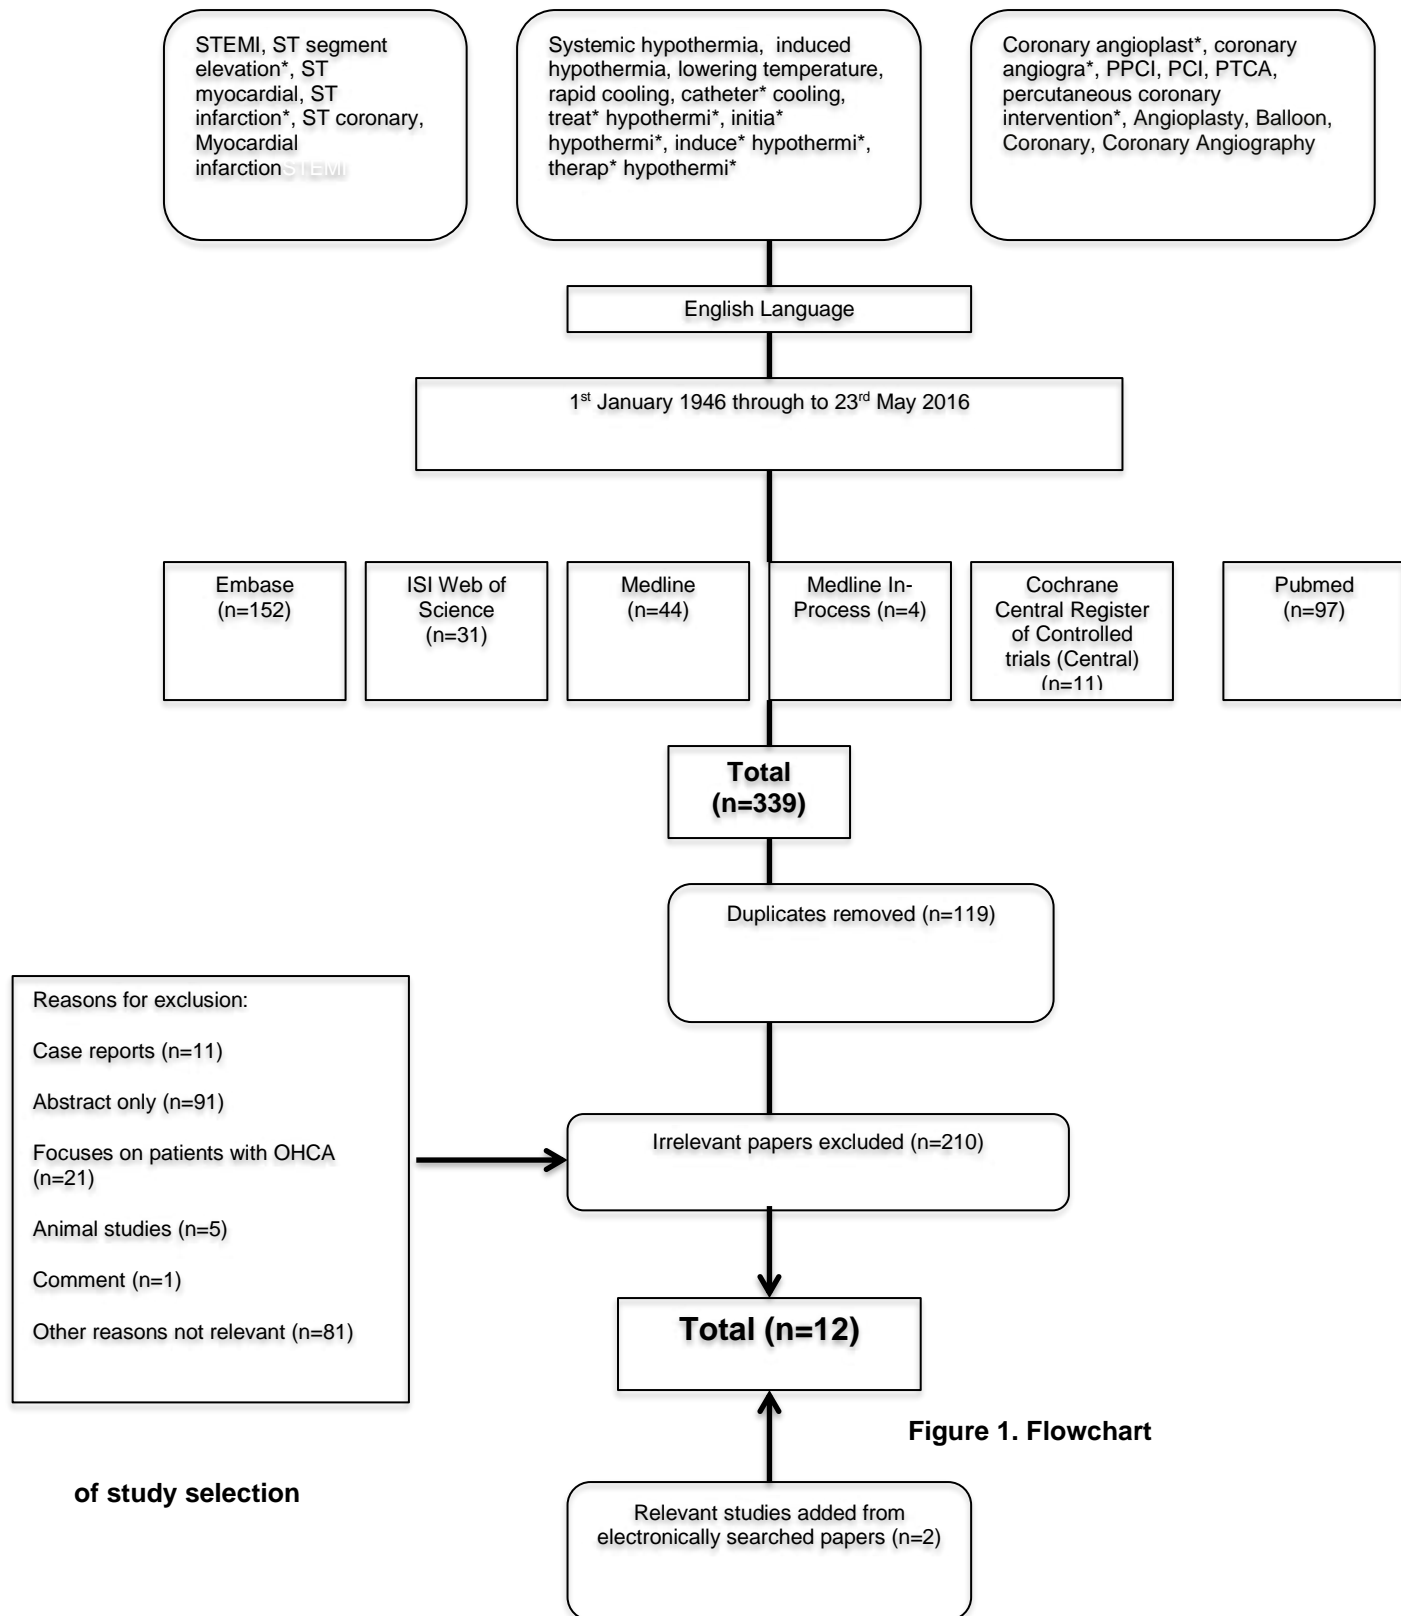 STEMI, ST segment
elevation*, ST
myocardial, ST
infarction*, ST coronary,
Myocardial
infarctionSTEMI
Systemic hypothermia, induced
hypothermia, lowering temperature,
rapid cooling, catheter* cooling,
treat* hypothermi*, initia*
hypothermi*, induce* hypothermi*,
therap* hypothermi*
Coronary angioplast*, coronary
angiogra*, PPCI, PCI, PTCA,
percutaneous coronary
intervention*, Angioplasty, Balloon,
Coronary, Coronary Angiography
English Language
1st January 1946 through to 23rd May 2016
Embase
(n=152)
ISI Web of
Science
(n=31)
Medline
(n=44)
Medline In-
Process (n=4)
Cochrane
Central Register
of Controlled
trials (Central)
(n=11)
Pubmed
(n=97)
Total
(n=339)
Duplicates removed (n=119)
Reasons for exclusion:
Case reports (n=11)
Abstract only (n=91)
Focuses on patients with OHCA
(n=21)
Animal studies (n=5)
Comment (n=1)
Other reasons not relevant (n=81)
Irrelevant papers excluded (n=210)
Total (n=12)
Figure 1. Flowchart
of study selection
Relevant studies added from
electronically searched papers (n=2)